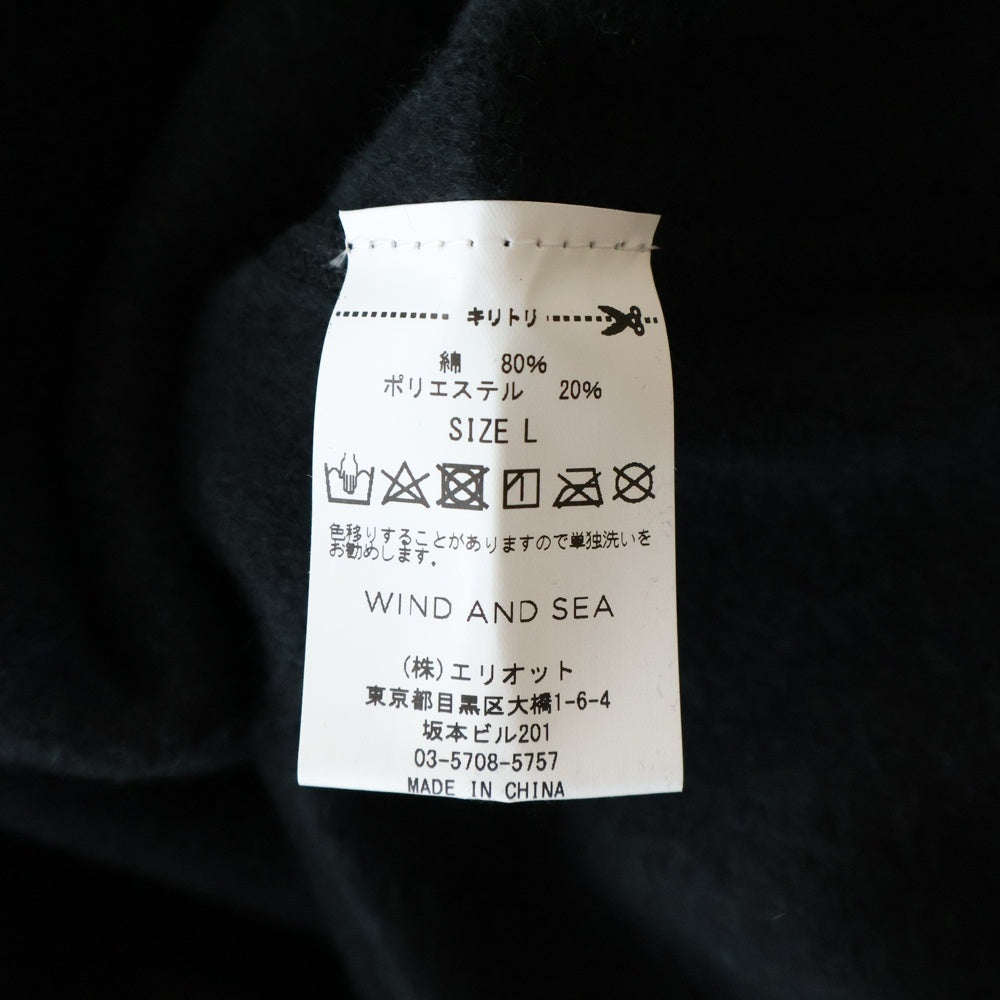 キリトリ
綿 80%
ポリエステル 20%
SIZE L
色移りすることがありますので単独洗いを
お勧めします。
WIND AND SEA
(株)エリオット
東京都目黒区大橋1-6-4
坂本ビル201
03-5708-5757
MADE IN CHINA